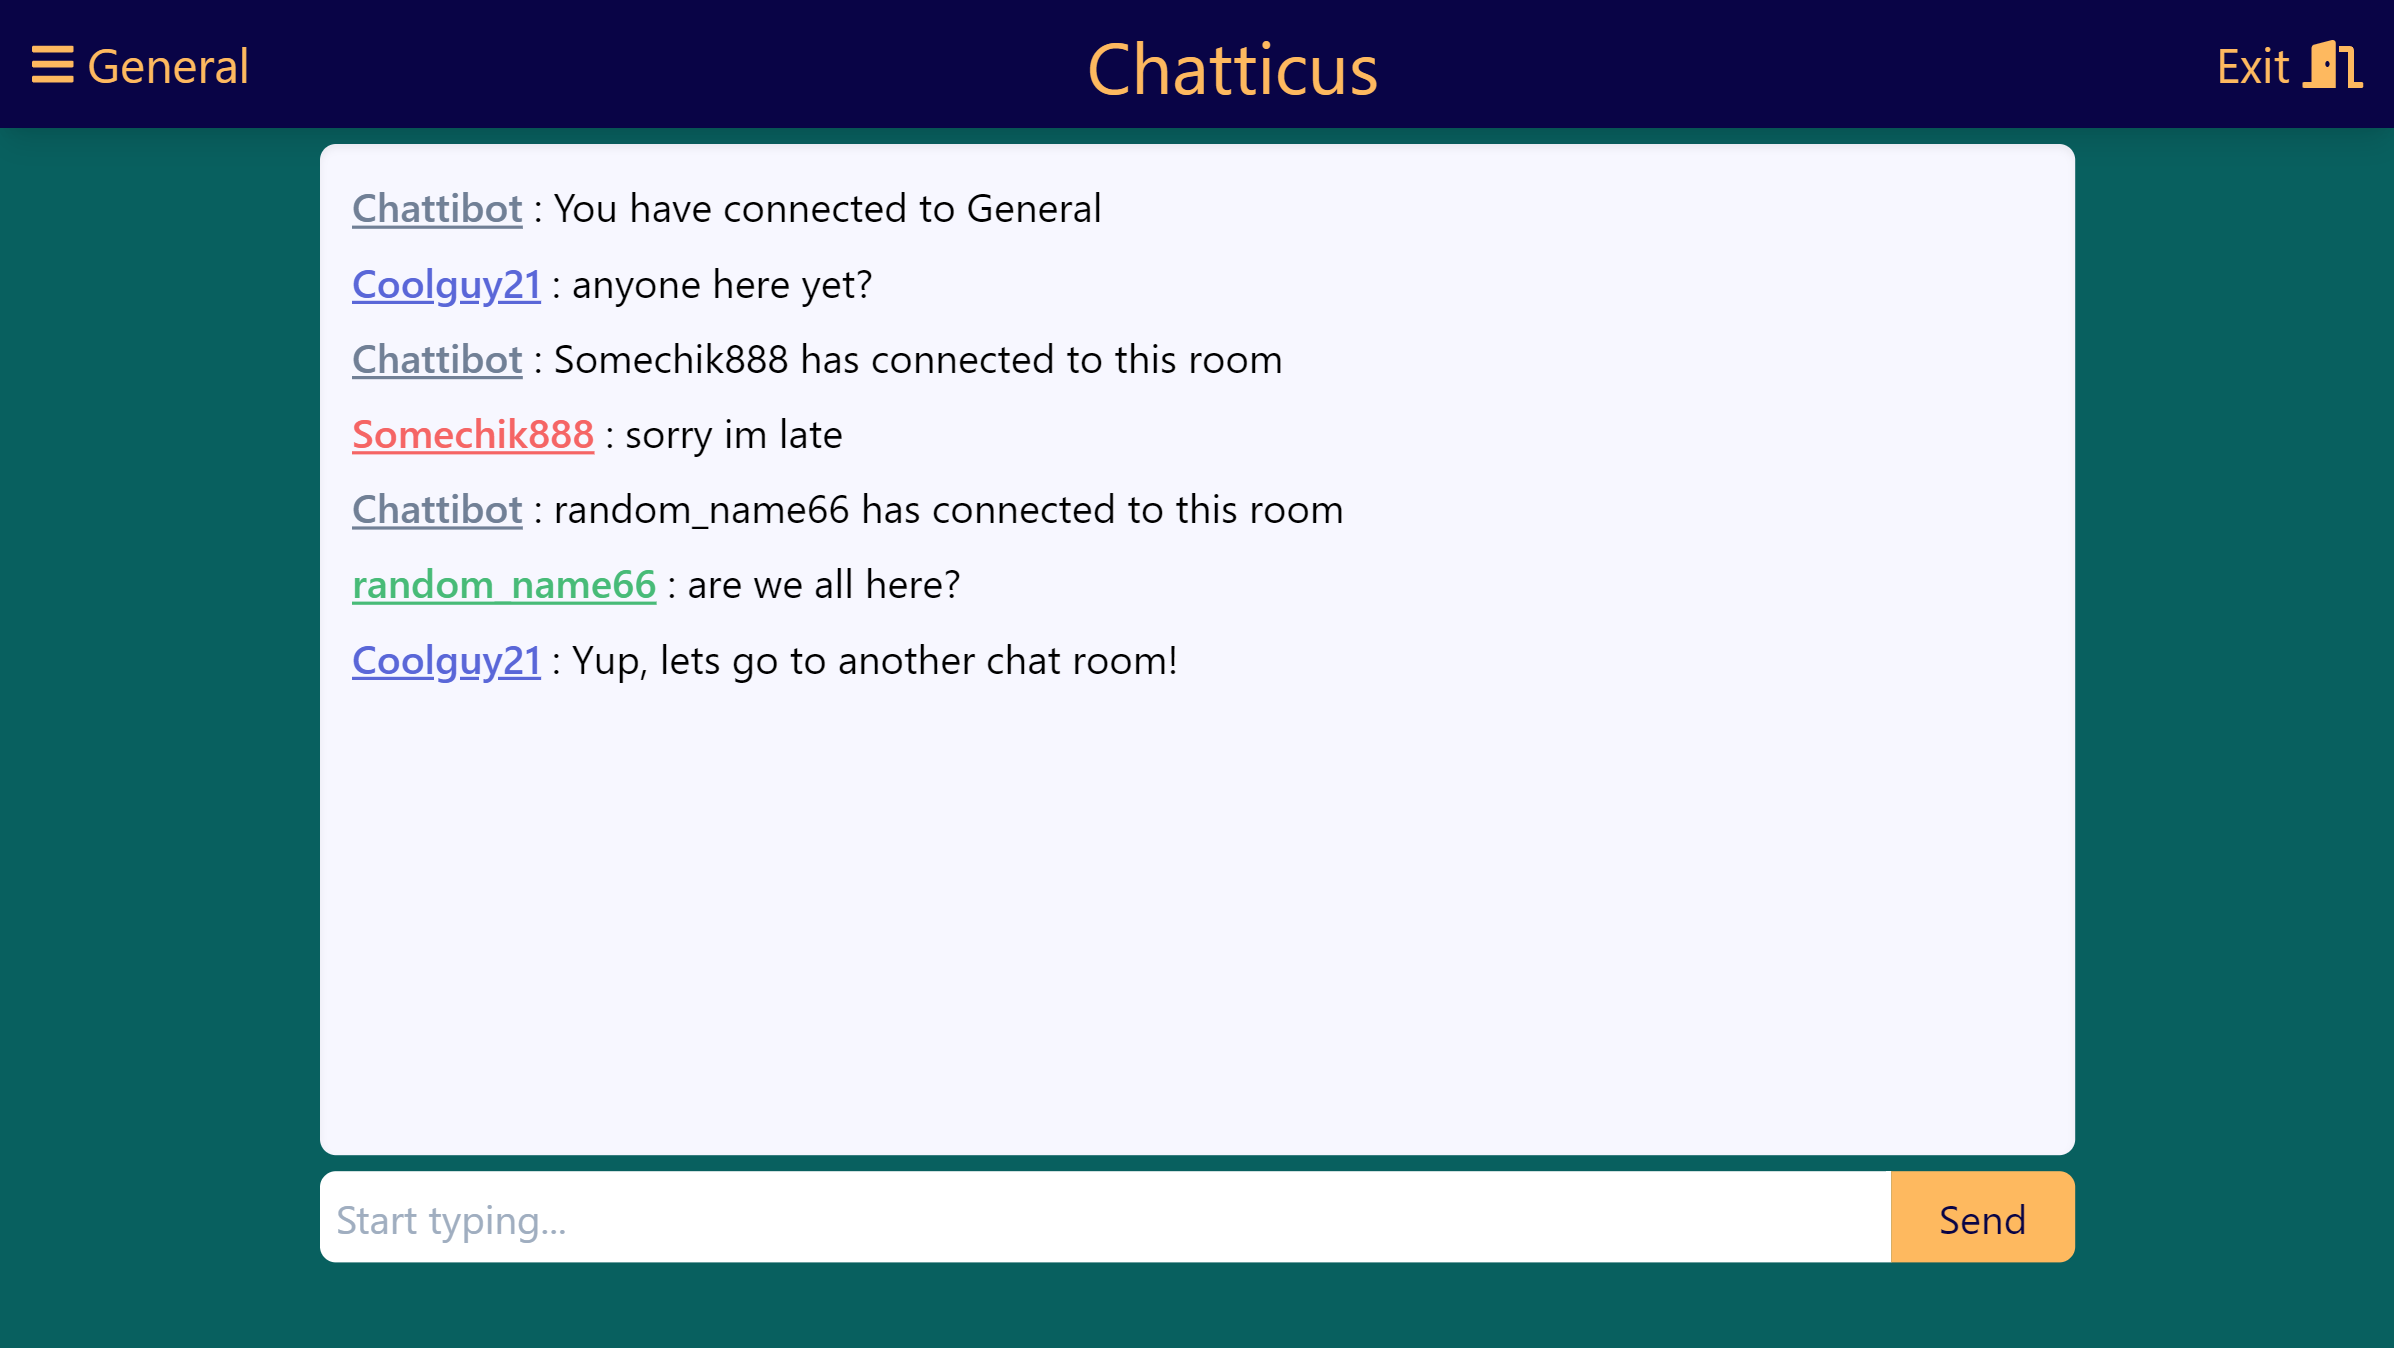 General
Chatticus
Exit
Chattibot : You have connected to General
Coolguy21 : anyone here yet?
Chattibot : Somechik888 has connected to this room
Somechik888 : sorry im late
Chattibot : random_name66 has connected to this room
random_name66 : are we all here?
Coolguy21 : Yup, lets go to another chat room!
Start typing...
Send